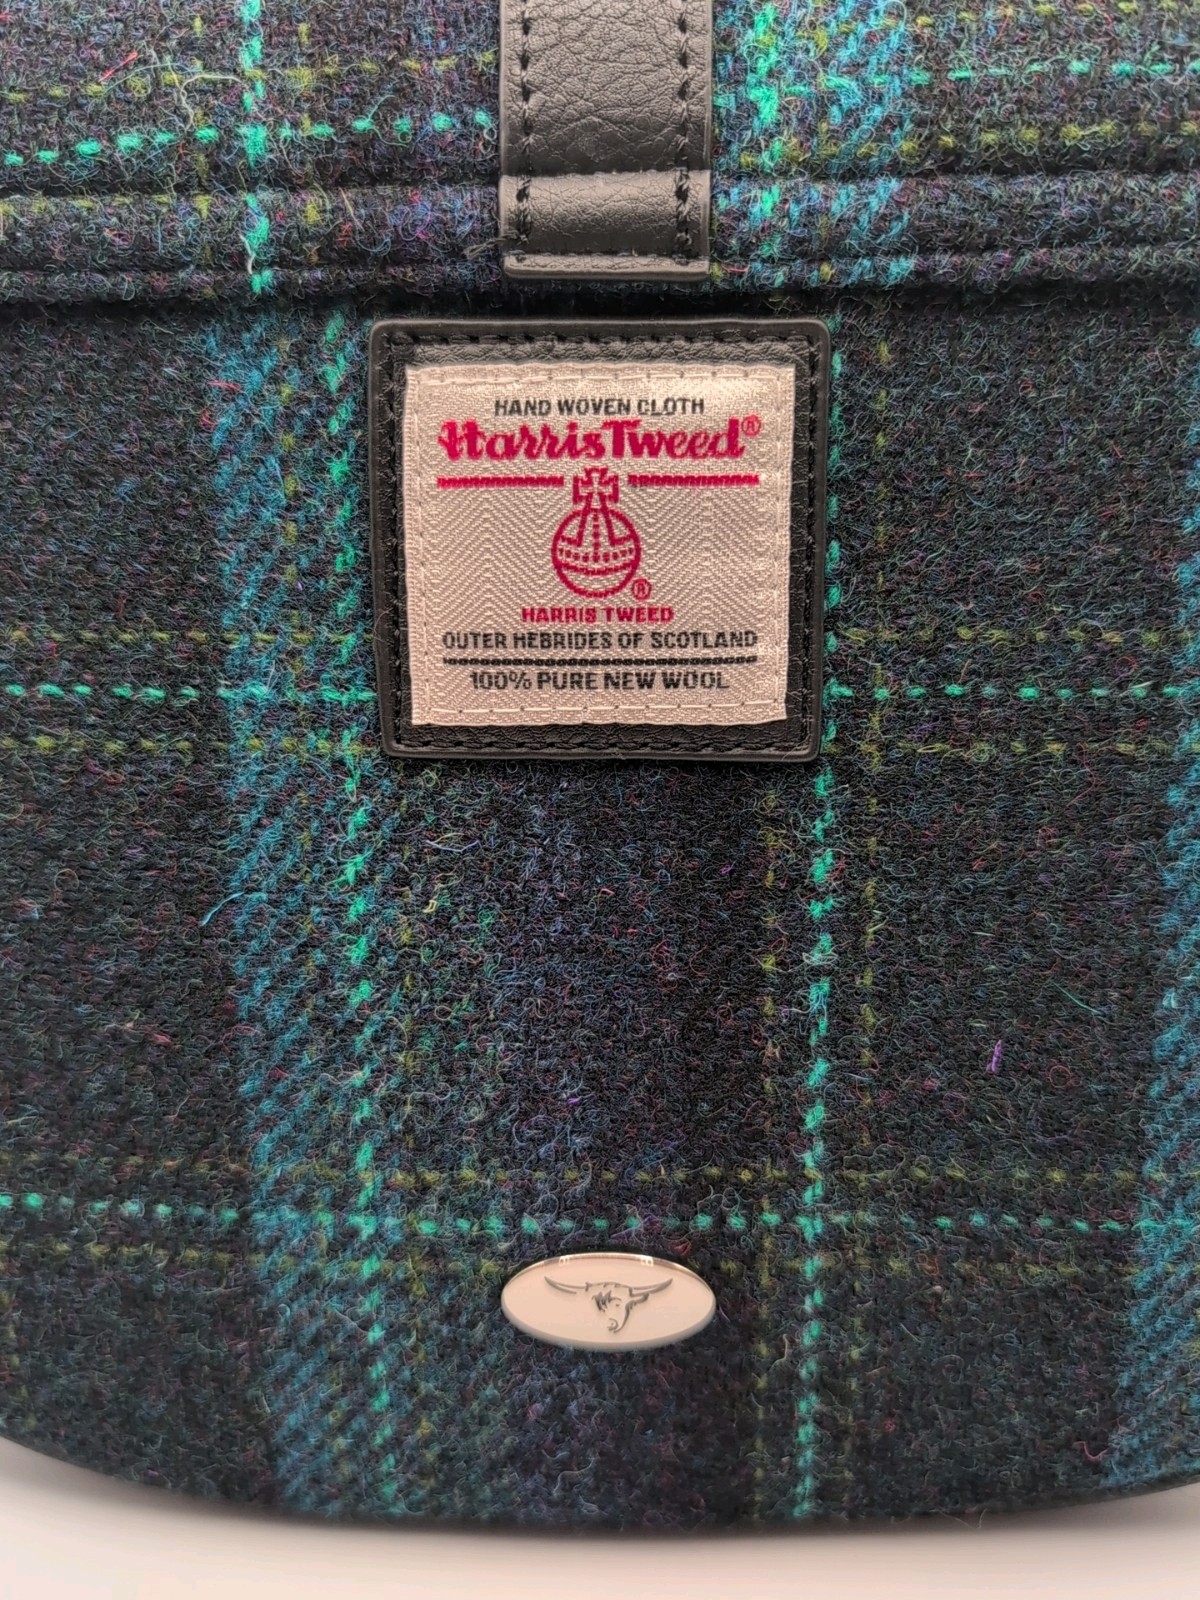 HAND WOVEN CLOTH
Harris Tweed®
®
HARRIS TWEED
OUTER HEBRIDES OF SCOTLAND
100% PURE NEW WOOL